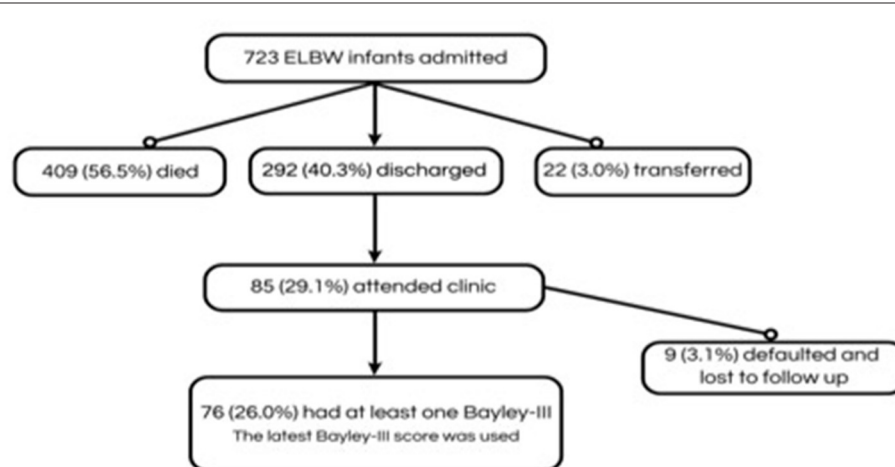 723 ELBW infants admitted
409 (56.5%) died
292 (40.3%) discharged
22 (3.0%) transferred
85 (29.1%) attended clinic
9 (3.1%) defaulted and
lost to follow up
76 (26.0%) had at least one Bayley-III
The latest Bayley-III score was used